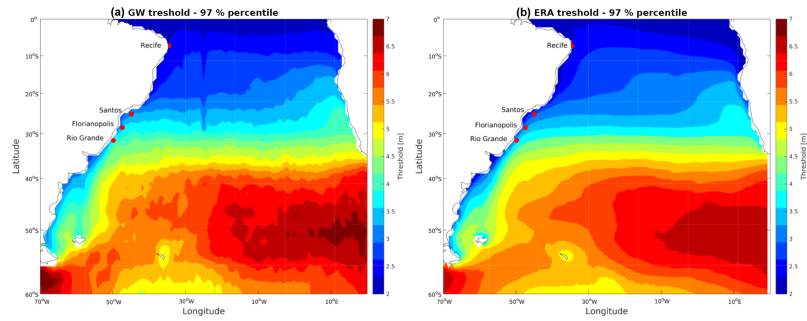 (a) GW treshold - 97 % percentile
0°
10°S
20°S
30°S
40°S
50°S
60°S
70°W
50°W
30°W
10°W
10°E
Latitude
Longitude
Recife
Santos
Florianopolis
Rio Grande
7
6.5
6
5.5
5
4.5
4
3.5
3
2.5
2
Threshold [m]
(b) ERA treshold - 97 % percentile
0°
10°S
20°S
30°S
40°S
50°S
60°S
70°W
50°W
30°W
10°W
10°E
Latitude
Longitude
Recife
Santos
Florianopolis
Rio Grande
7
6.5
6
5.5
5
4.5
4
3.5
3
2.5
2
Threshold [m]